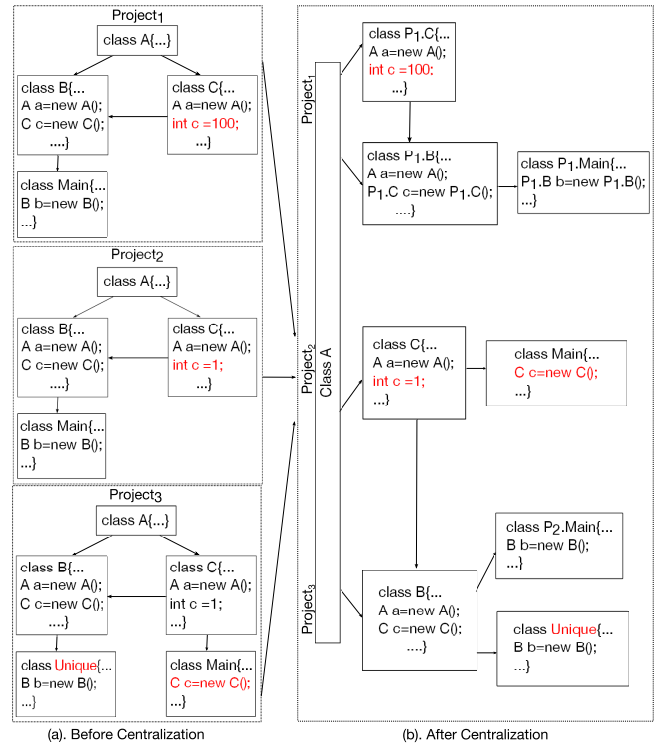 Project1
class A{...}
class B{...
A a=new A();
C c=new C();
....}
class C{...
A a=new A();
int c =100;
...}
class Main{...
B b=new B();
...}
Project2
class A{...}
class B{...
A a=new A();
C c=new C();
....}
class C{...
A a=new A();
int c =1;
...}
class Main{...
B b=new B();
...}
Project3
class A{...}
class B{...
A a=new A();
C c=new C();
....}
class C{...
A a=new A();
int c =1;
...}
class Unique{...
B b=new B();
...}
class Main{...
C c=new C();
...}
(a). Before Centralization
Project1
Project2
Project3
Class A
class P1.C{...
A a=new A();
int c =100:
...}
class P1.B{...
A a=new A();
P1.C c=new P1.C();
....}
class P1.Main{...
P1.B b=new P1.B();
...}
class C{...
A a=new A();
int c =1;
...}
class Main{...
C c=new C();
...}
class B{...
A a=new A();
C c=new C();
....}
class P2.Main{...
B b=new B();
...}
class Unique{...
B b=new B();
...}
(b). After Centralization